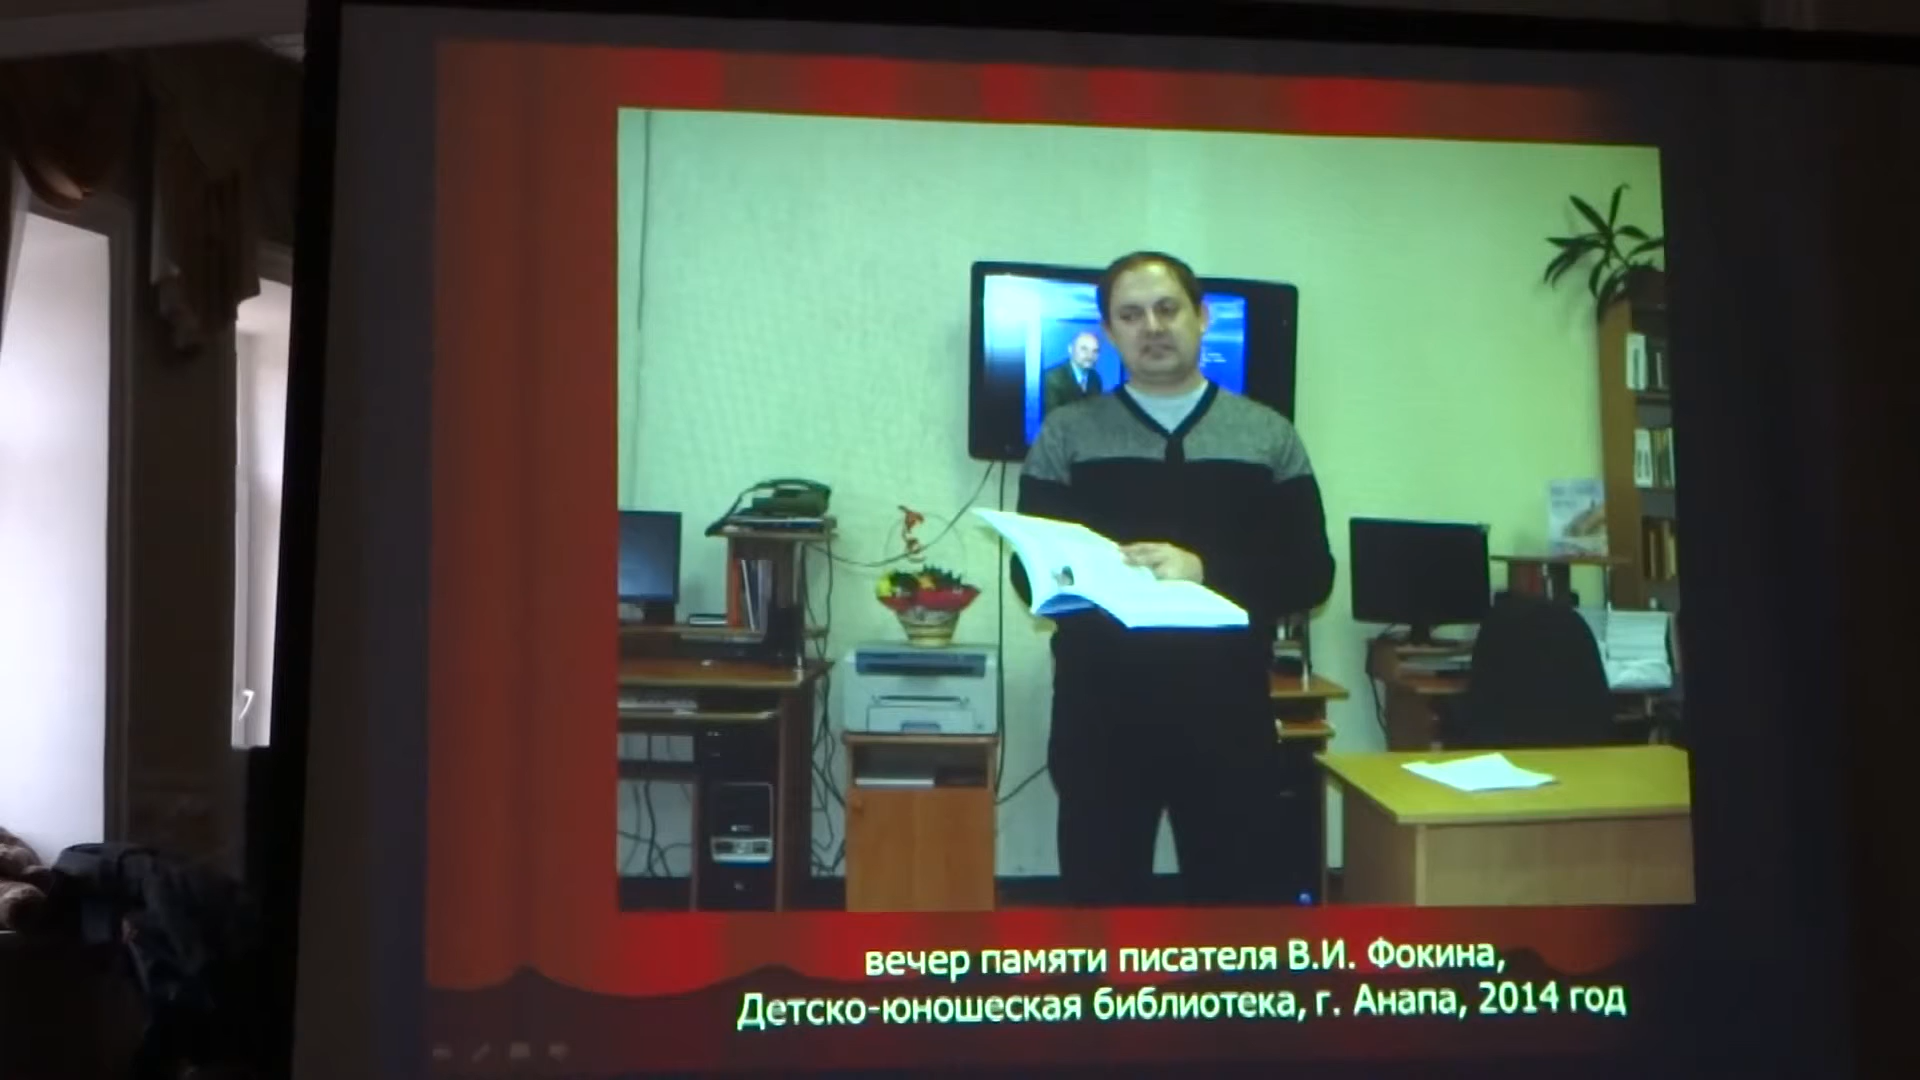 вечер памяти писателя В.И. Фокина,
Детско-юношеская библиотека, г. Анапа, 2014 год